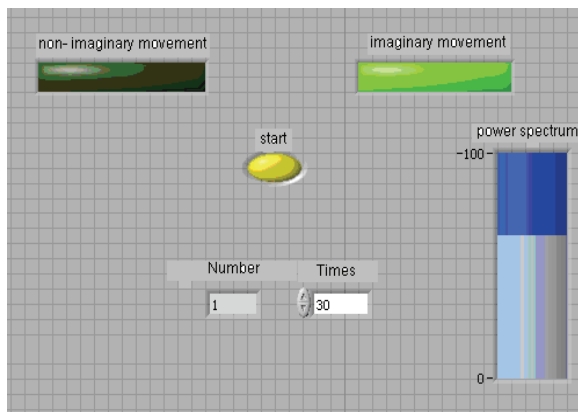 non- imaginary movement
imaginary movement
start
power spectrum
-100
Number
Times
1
30
0